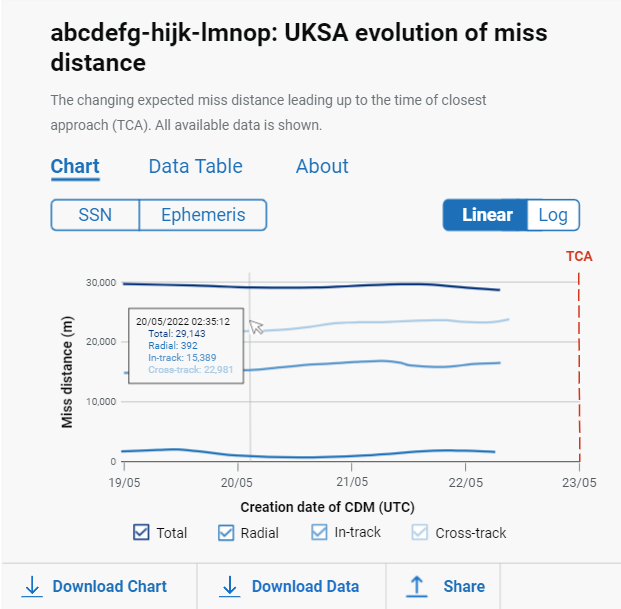 abcdefg-hijk-lmnop: UKSA evolution of miss
distance
The changing expected miss distance leading up to the time of closest
approach (TCA). All available data is shown.
Chart Data Table About
SSN Ephemeris Linear Log
TCA
30,000
20/05/2022 02:35:12
Total: 29,143
Radial: 392
In-track: 15,389
Cross-track: 22,981
20,000
10,000
0
Miss distance (m)
19/05 20/05 21/05 22/05 23/05
Creation date of CDM (UTC)
Total Radial In-track Cross-track
Download Chart Download Data Share